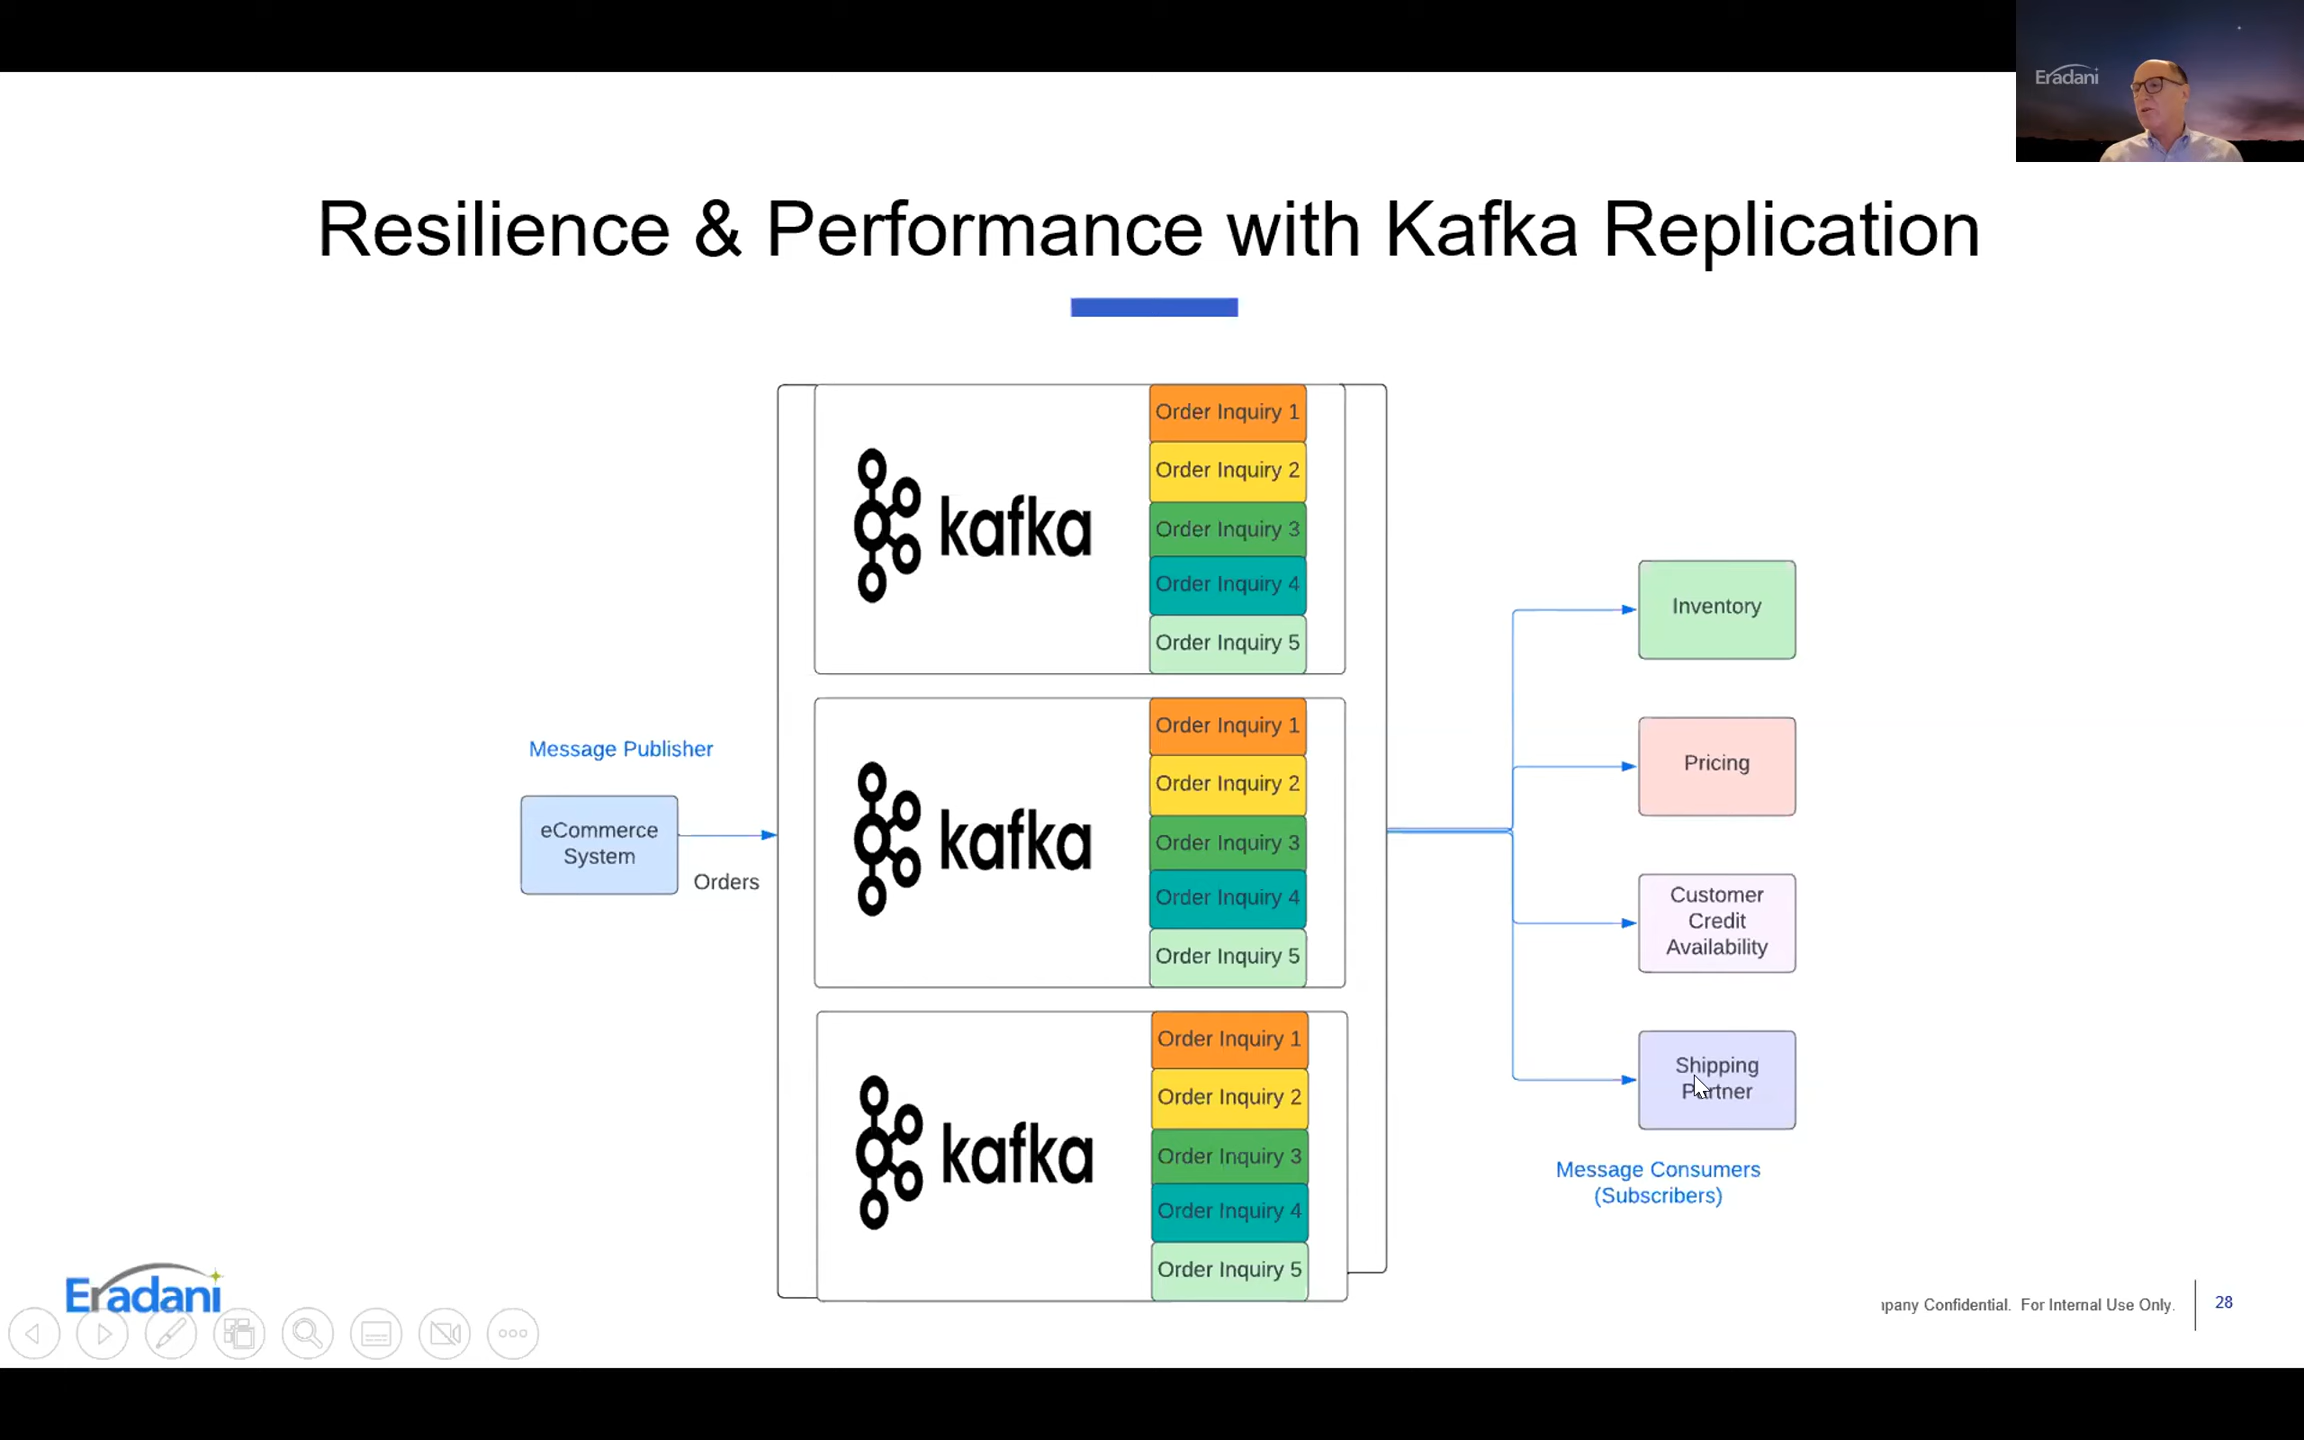 Eradani
Resilience & Performance with Kafka Replication
Message Publisher
eCommerce
System
Orders
kafka
Order Inquiry 1
Order Inquiry 2
Order Inquiry 3
Order Inquiry 4
Order Inquiry 5
kafka
Order Inquiry 1
Order Inquiry 2
Order Inquiry 3
Order Inquiry 4
Order Inquiry 5
kafka
Order Inquiry 1
Order Inquiry 2
Order Inquiry 3
Order Inquiry 4
Order Inquiry 5
Inventory
Pricing
Customer
Credit
Availability
Shipping
Partner
Message Consumers
(Subscribers)
Eradani
Confidential. For Internal Use Only.
28